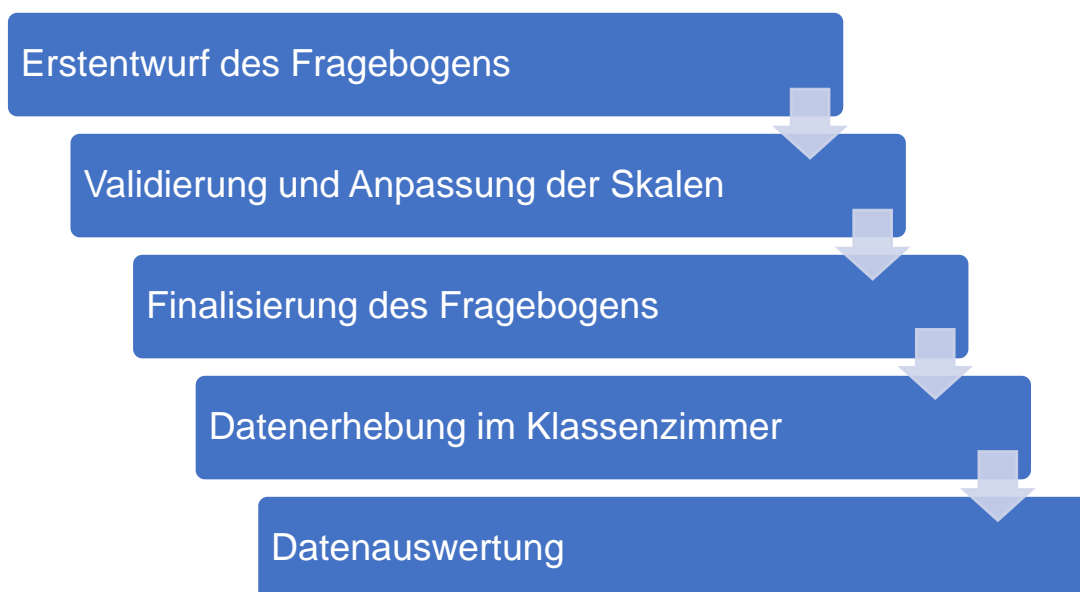 Erstentwurf des Fragebogens
Validierung und Anpassung der Skalen
Finalisierung des Fragebogens
Datenerhebung im Klassenzimmer
Datenauswertung